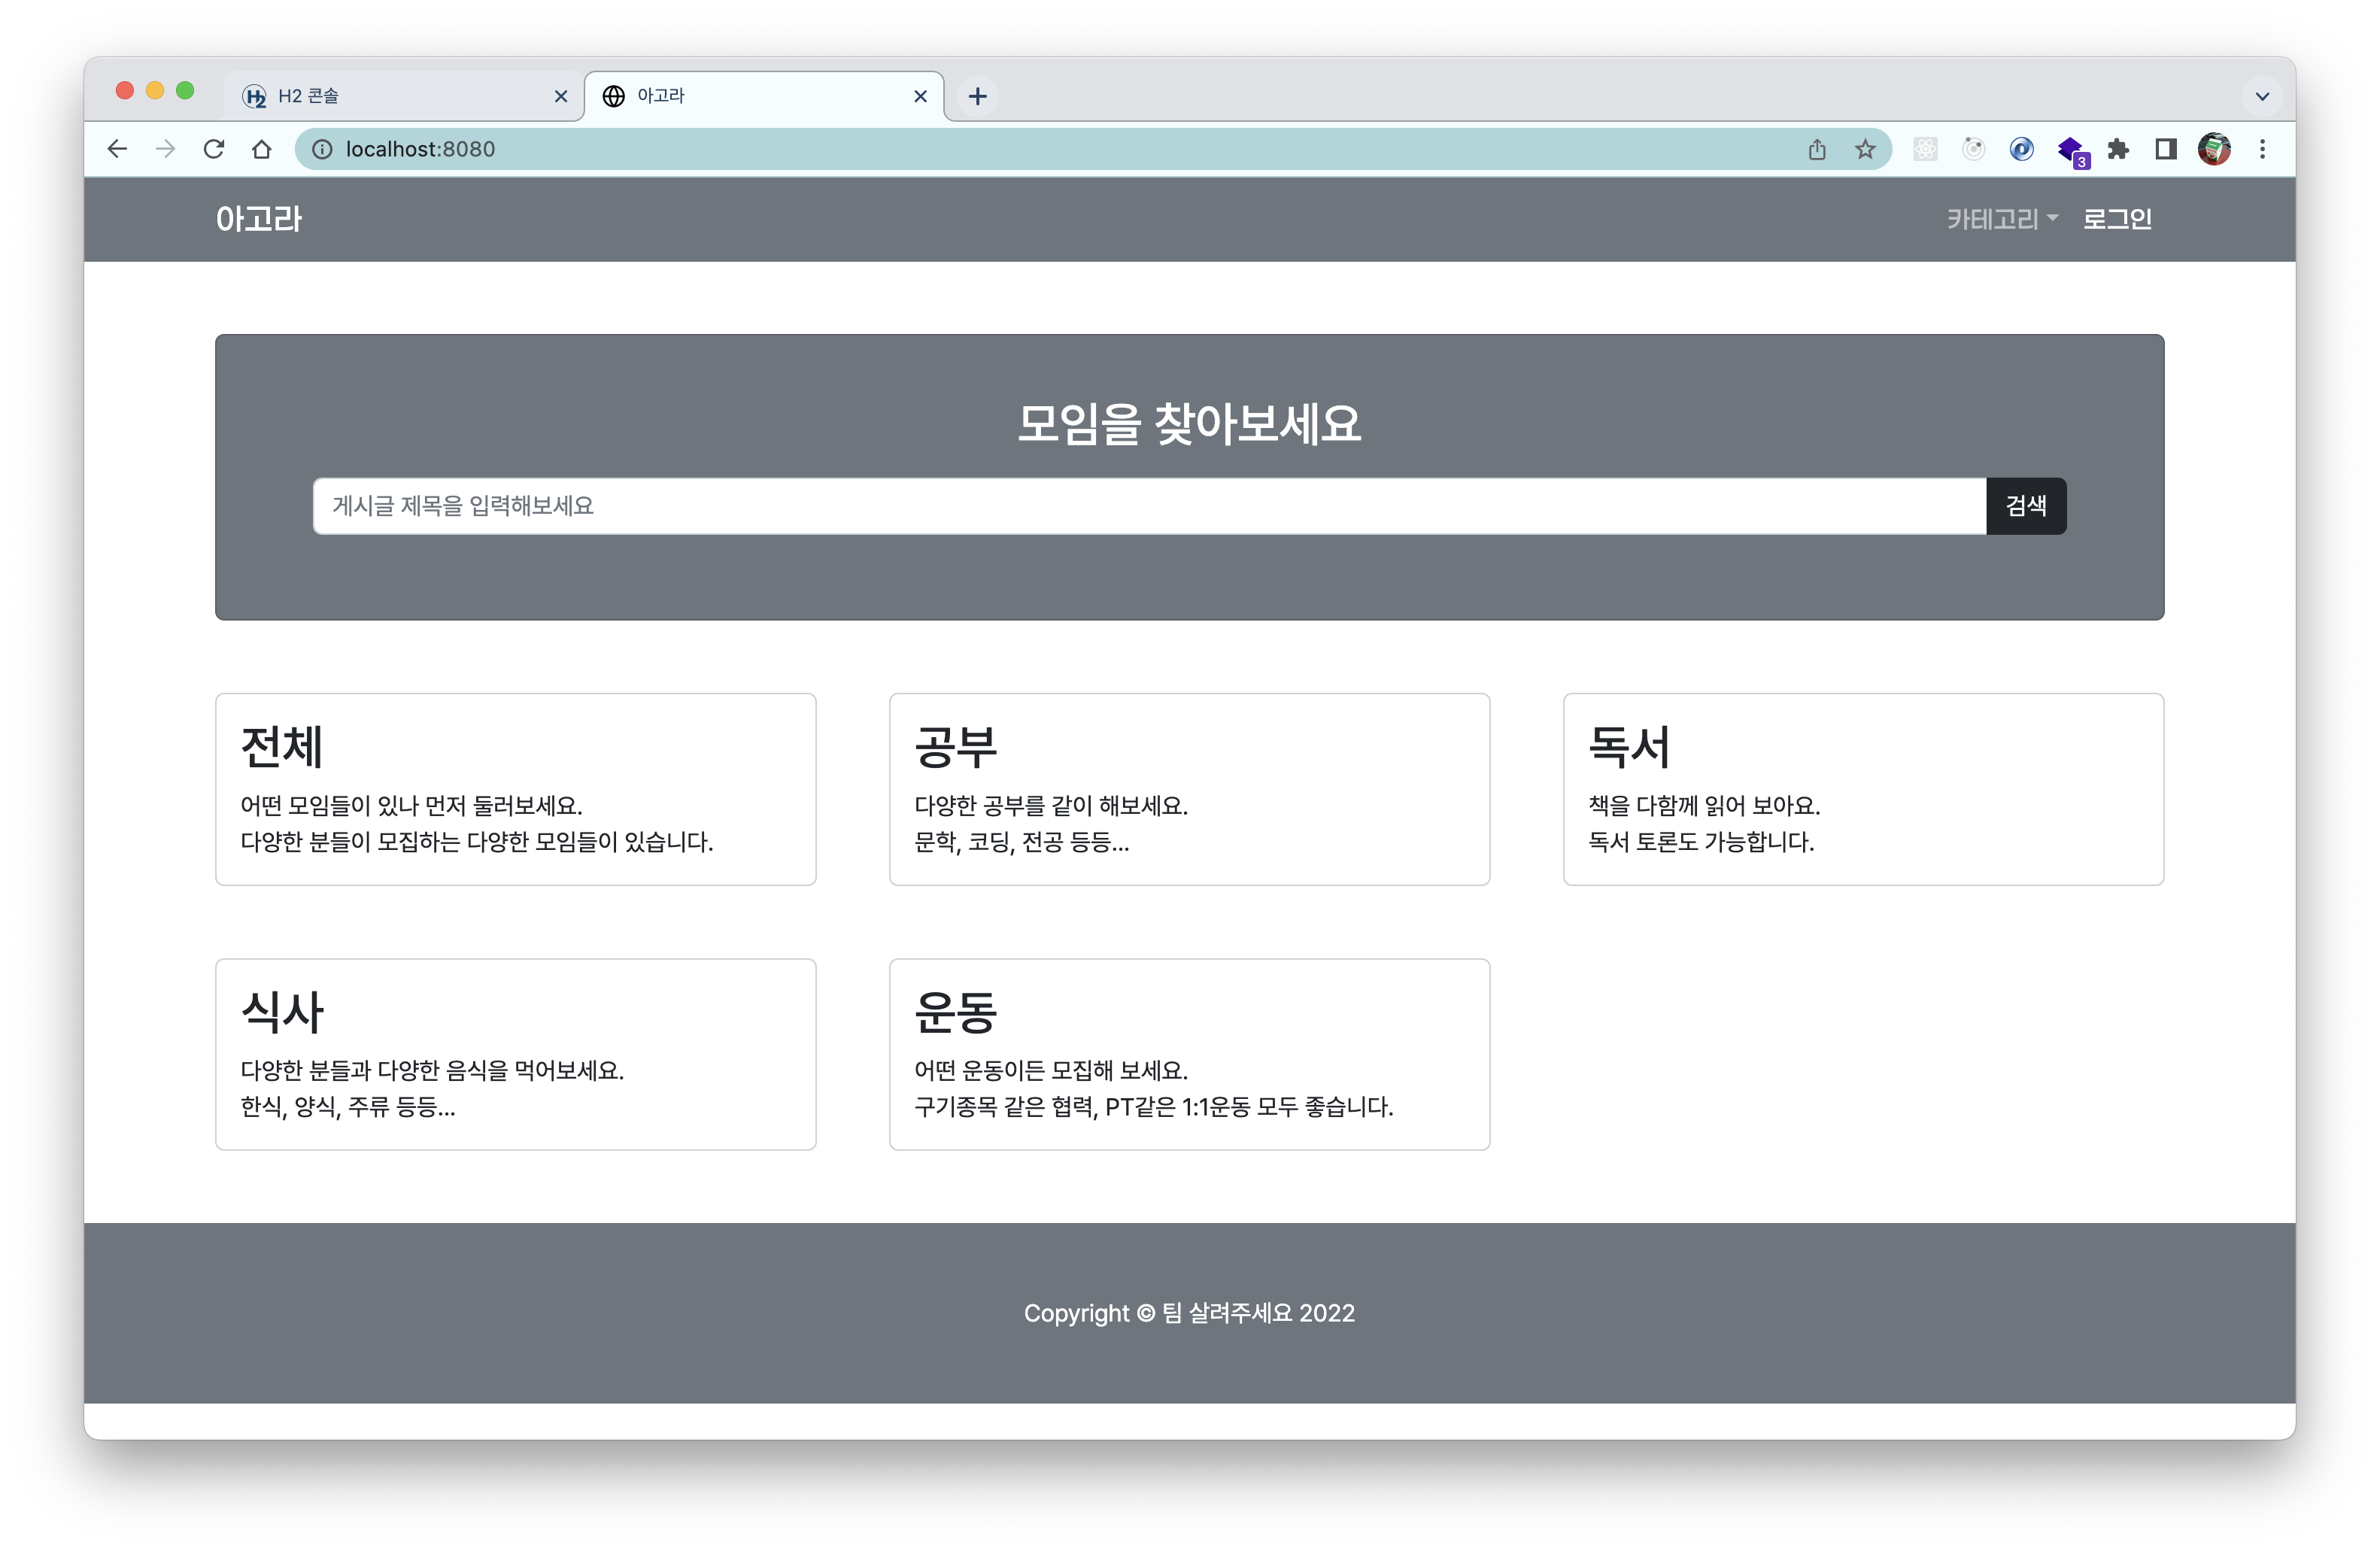 H2 콘솔
아고라
localhost:8080
3
아고라
카테고리
로그인
모임을 찾아보세요
게시글 제목을 입력해보세요
검색
전체
어떤 모임들이 있나 먼저 둘러보세요.
다양한 분들이 모집하는 다양한 모임들이 있습니다.
공부
다양한 공부를 같이 해보세요.
문학, 코딩, 전공 등등...
독서
책을 다함께 읽어 보아요.
독서 토론도 가능합니다.
식사
다양한 분들과 다양한 음식을 먹어보세요.
한식, 양식, 주류 등등...
운동
어떤 운동이든 모집해 보세요.
구기종목 같은 협력, PT같은 1:1운동 모두 좋습니다.
Copyright © 팀 살려주세요 2022